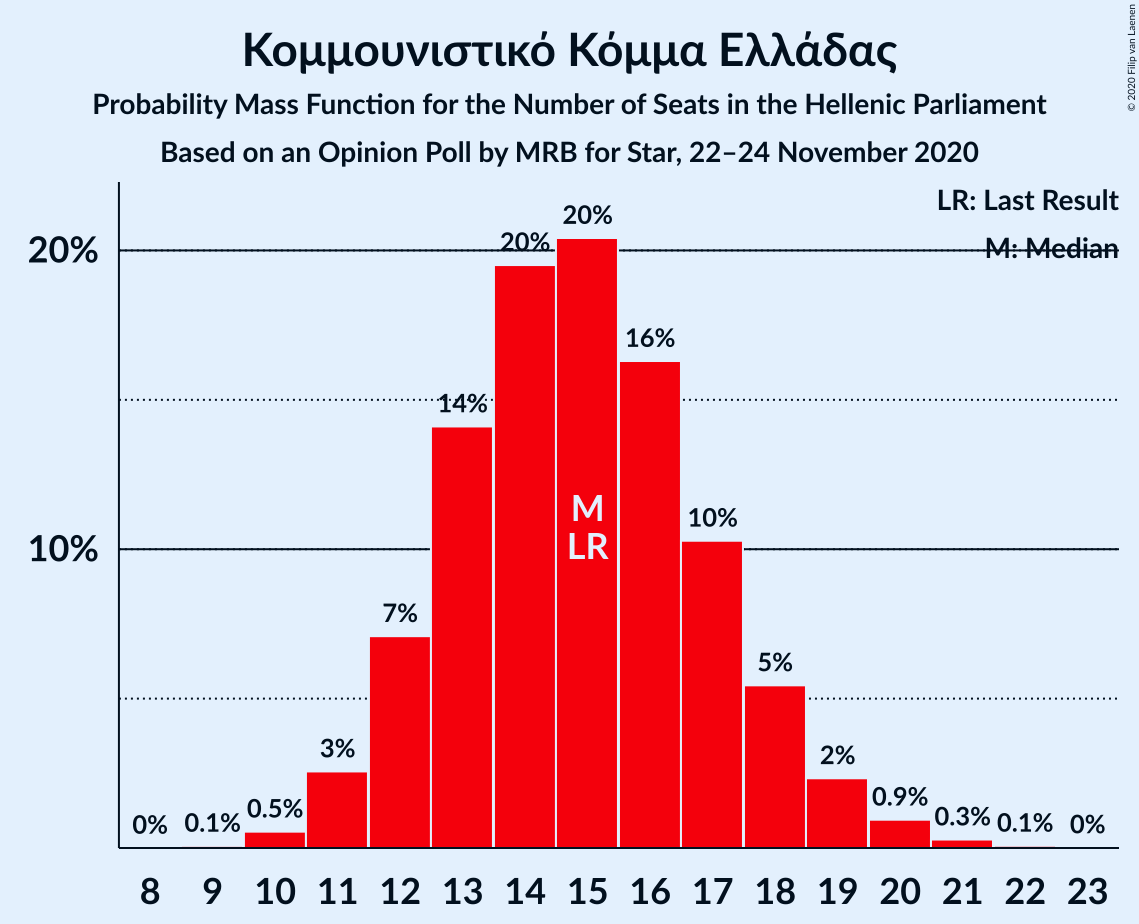 Κομμουνιστικό Κόμμα Ελλάδας
Probability Mass Function for the Number of Seats in the Hellenic Parliament
Based on an Opinion Poll by MRB for Star, 22–24 November 2020
© 2020 Filip van Laenen
LR: Last Result
M: Median
20%
10%
0%
0.1%
0.5%
3%
7%
14%
20%
20%
16%
10%
5%
2%
0.9%
0.3%
0.1%
0%
M
LR
8 9 10 11 12 13 14 15 16 17 18 19 20 21 22 23